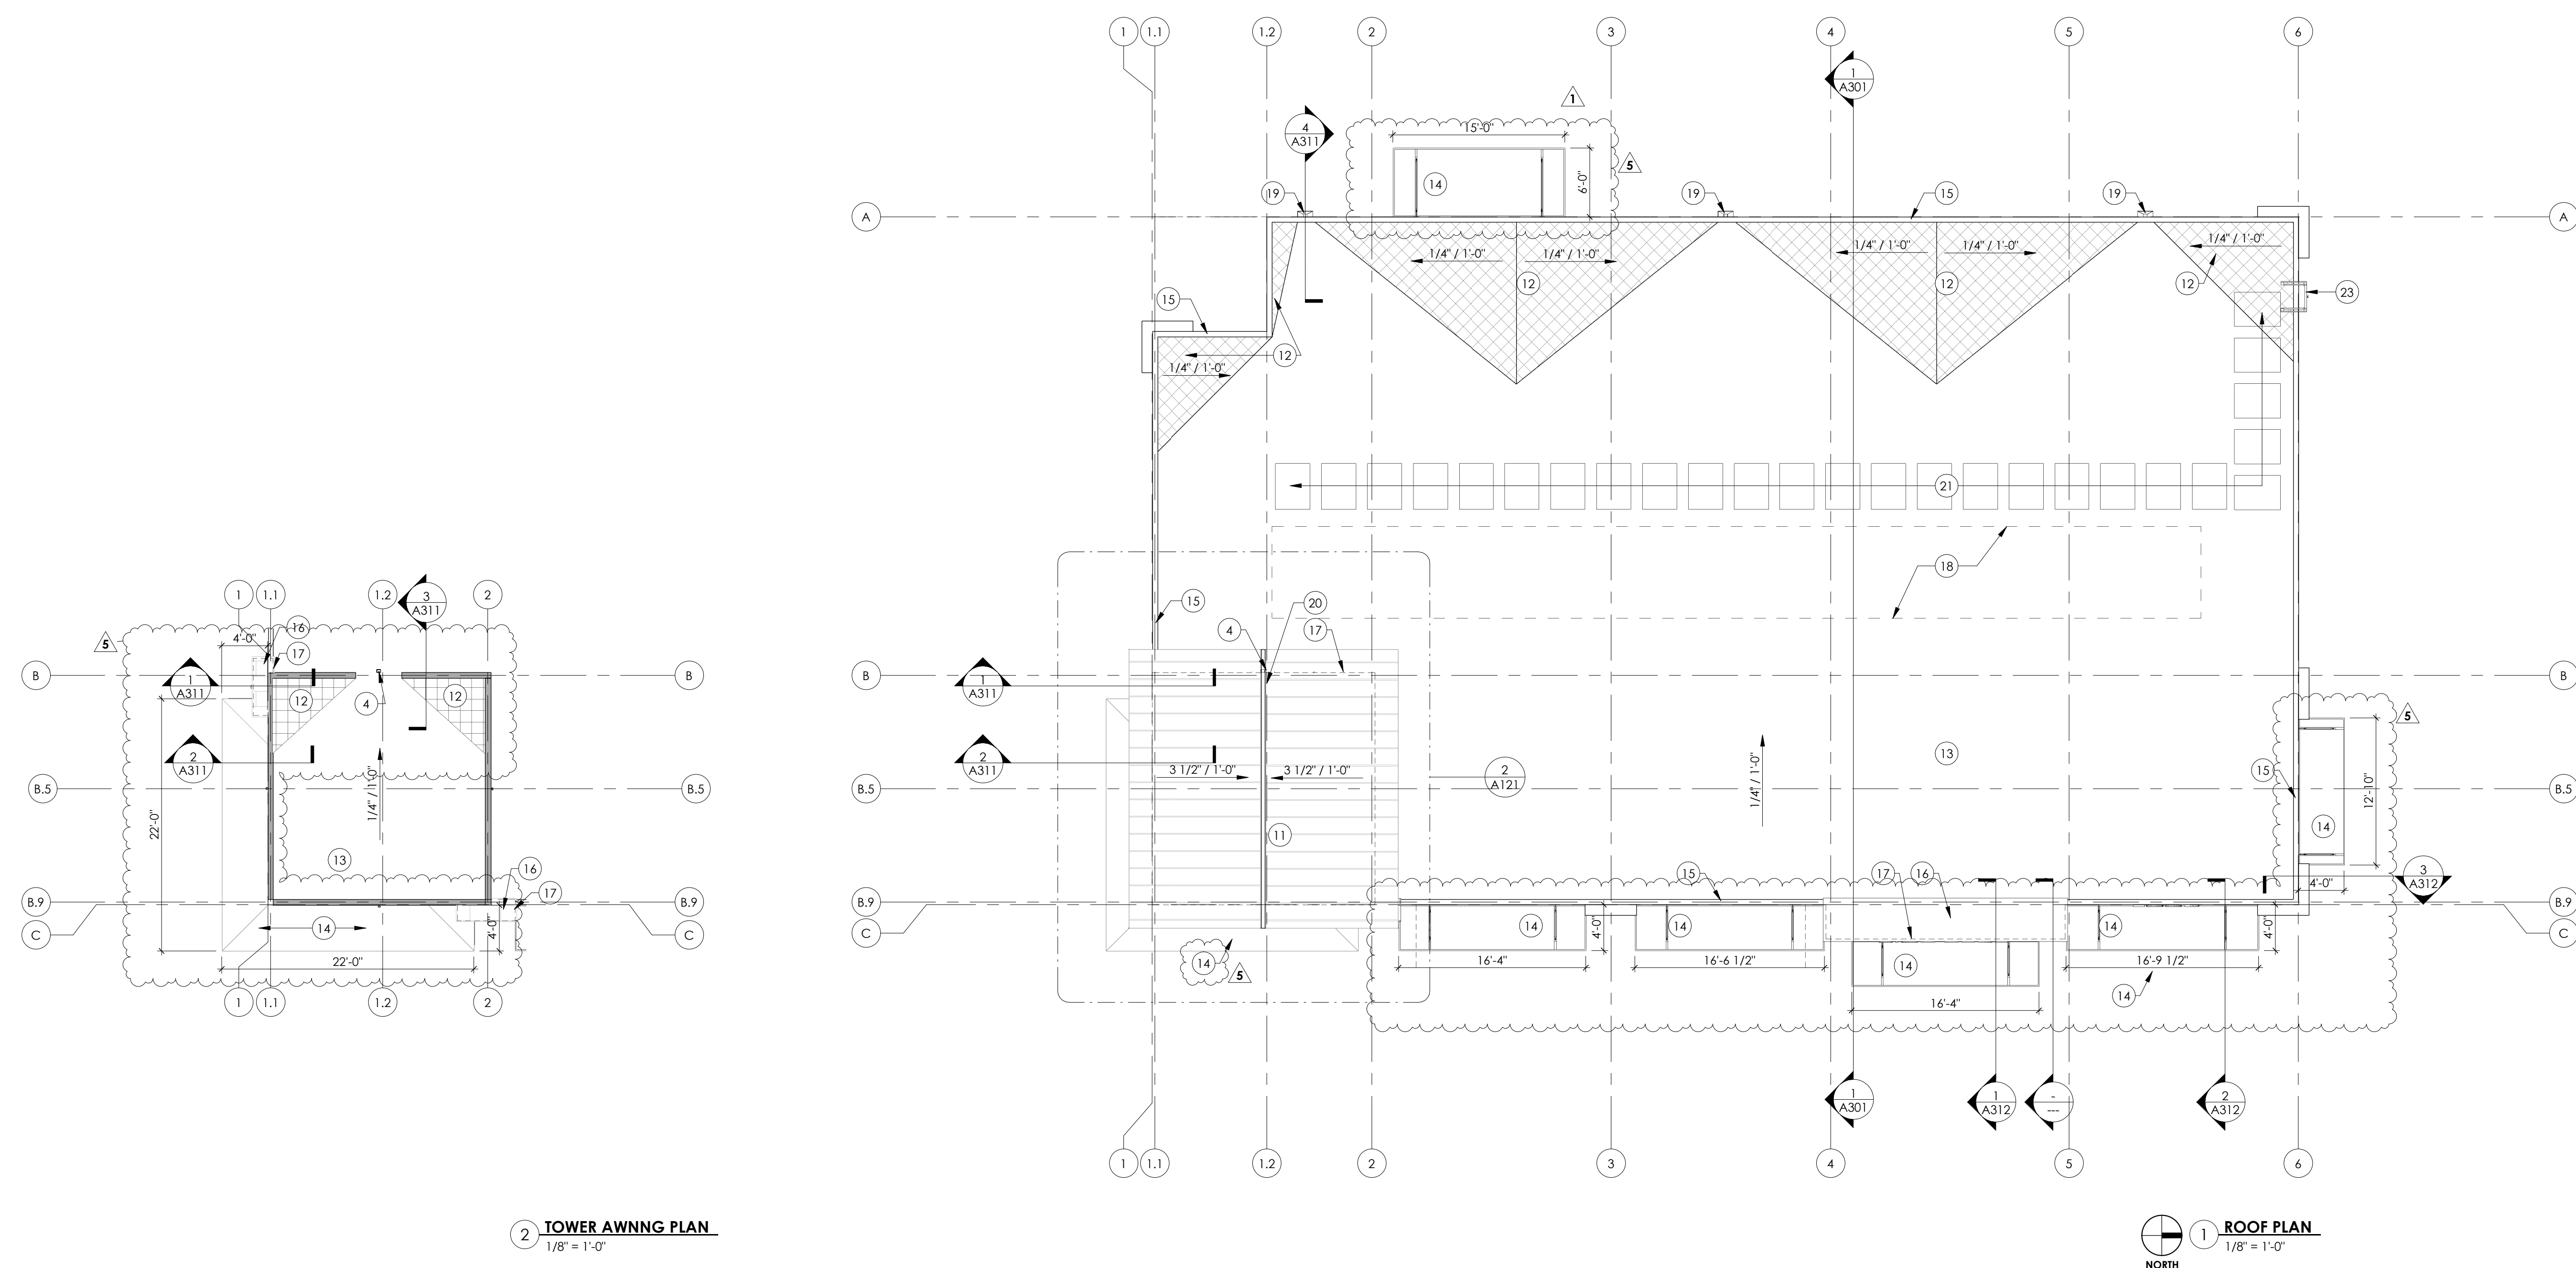 1 1.1 1.2 2 3 4 5 6
1
A301
1
4
A311
15'-0"
5
6'-0"
14
19 19 15 19
A A
1/4" / 1'-0" 1/4" / 1'-0" 1/4" / 1'-0" 1/4" / 1'-0" 1/4" / 1'-0"
12 12 12
23
15
12
1/4" / 1'-0"
21
18
15
20
4
17
B B
1
A311
5
2
A311
3 1/2" / 1'-0" 3 1/2" / 1'-0"
2
A121
1/4" / 1'-0"
13
15
12'-10"
14
B.5 B.5
11
15 17 16
3
A312
4'-0"
B.9 B.9
C C
14 4'-0" 14 14 4'-0"
14
5
16'-4" 16'-6 1/2" 14 16'-9 1/2"
14
16'-4"
1
A301
1
A312
-
---
2
A312
1 1.1 1.2 2 3 4 5 6
NORTH
1
ROOF PLAN
1/8" = 1'-0"
1 1.1 1.2 2
3
A311
5
4'-0"
16
17
B B
1
A311
12 4 12
2
A311
1/4" / 1'-0"
B.5 B.5
22'-0"
13
16
17
B.9 B.9
C C
14
4'-0"
22'-0"
1 1.1 1.2 2
2
TOWER AWNNG PLAN
1/8" = 1'-0"